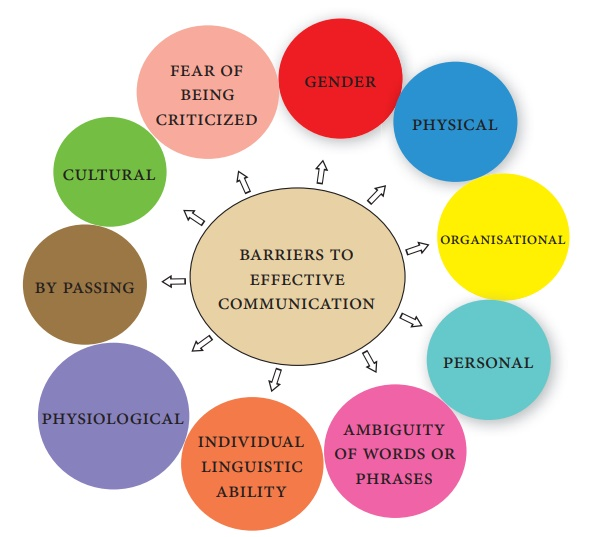 FEAR OF
BEING
CRITICIZED
GENDER
PHYSICAL
CULTURAL
ORGANISATIONAL
BARRIERS TO
EFFECTIVE
COMMUNICATION
BY PASSING
PERSONAL
PHYSIOLOGICAL
INDIVIDUAL
LINGUISTIC
ABILITY
AMBIGUITY
OF WORDS OR
PHRASES